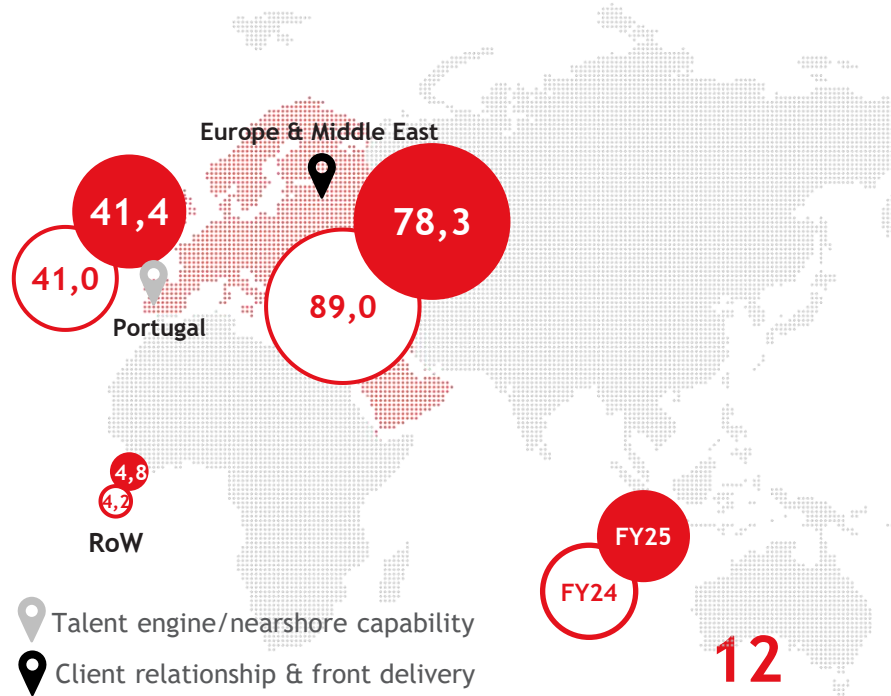 Europe & Middle East
41,4
78,3
41,0
89,0
Portugal
4,8
4,2
RoW
FY25
FY24
Talent engine/nearshore capability
12
Client relationship & front delivery